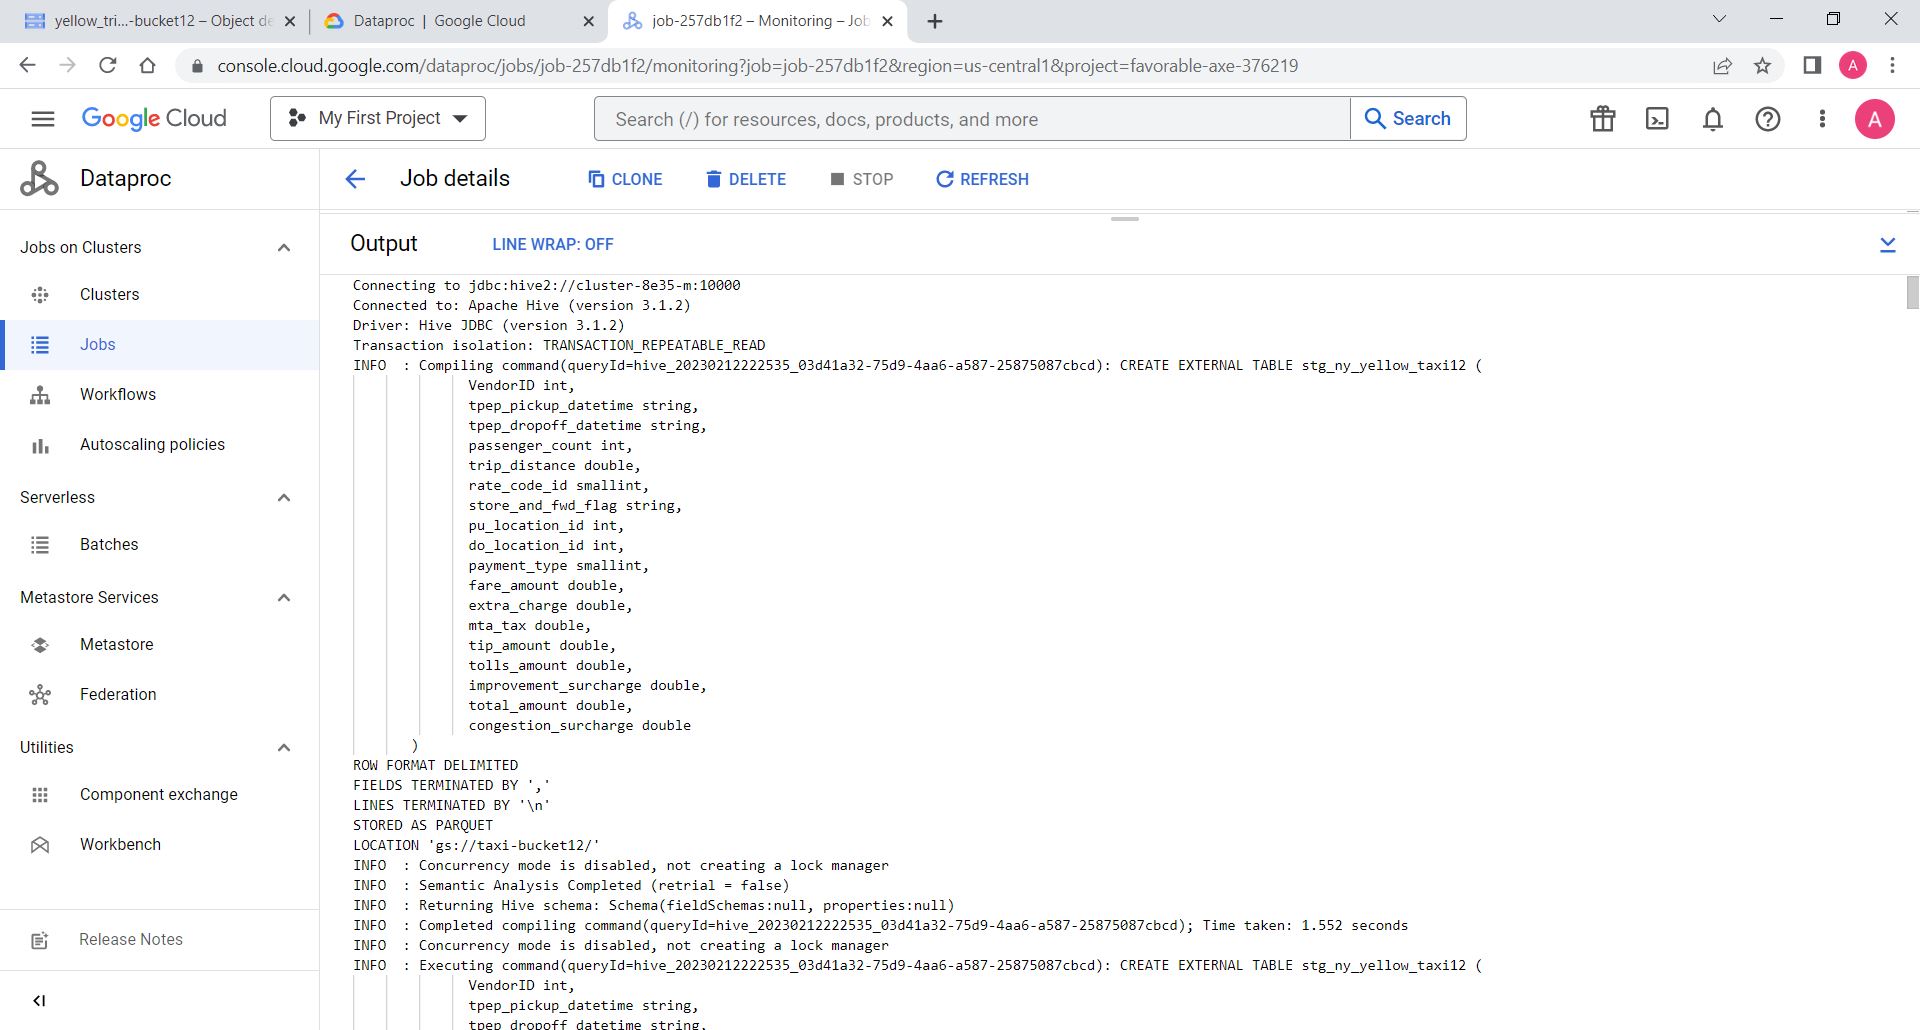 yellow_tri...-bucket12 – Object de
Dataproc | Google Cloud
job-257db1f2 – Monitoring – Job
console.cloud.google.com/dataproc/jobs/job-257db1f2/monitoring?job=job-257db1f2&region=us-central1&project=favorable-axe-376219
A
Google Cloud
My First Project
Search (/) for resources, docs, products, and more
Search
A
Dataproc
Job details
CLONE
DELETE
STOP
REFRESH
Jobs on Clusters
Clusters
Jobs
Workflows
Autoscaling policies
Serverless
Batches
Metastore Services
Metastore
Federation
Utilities
Component exchange
Workbench
Release Notes
Output
LINE WRAP: OFF
Connecting to jdbc:hive2://cluster-8e35-m:10000
Connected to: Apache Hive (version 3.1.2)
Driver: Hive JDBC (version 3.1.2)
Transaction isolation: TRANSACTION_REPEATABLE_READ
INFO  : Compiling command(queryId=hive_20230212222535_03d41a32-75d9-4aa6-a587-25875087cbcd): CREATE EXTERNAL TABLE stg_ny_yellow_taxi12 (
VendorID int,
tpep_pickup_datetime string,
tpep_dropoff_datetime string,
passenger_count int,
trip_distance double,
rate_code_id smallint,
store_and_fwd_flag string,
pu_location_id int,
do_location_id int,
payment_type smallint,
fare_amount double,
extra_charge double,
mta_tax double,
tip_amount double,
tolls_amount double,
improvement_surcharge double,
total_amount double,
congestion_surcharge double
)
ROW FORMAT DELIMITED
FIELDS TERMINATED BY ','
LINES TERMINATED BY '\n'
STORED AS PARQUET
LOCATION 'gs://taxi-bucket12/'
INFO  : Concurrency mode is disabled, not creating a lock manager
INFO  : Semantic Analysis Completed (retrial = false)
INFO  : Returning Hive schema: Schema(fieldSchemas:null, properties:null)
INFO  : Completed compiling command(queryId=hive_20230212222535_03d41a32-75d9-4aa6-a587-25875087cbcd); Time taken: 1.552 seconds
INFO  : Concurrency mode is disabled, not creating a lock manager
INFO  : Executing command(queryId=hive_20230212222535_03d41a32-75d9-4aa6-a587-25875087cbcd): CREATE EXTERNAL TABLE stg_ny_yellow_taxi12 (
VendorID int,
tpep_pickup_datetime string,
tpep_dropoff_datetime string,